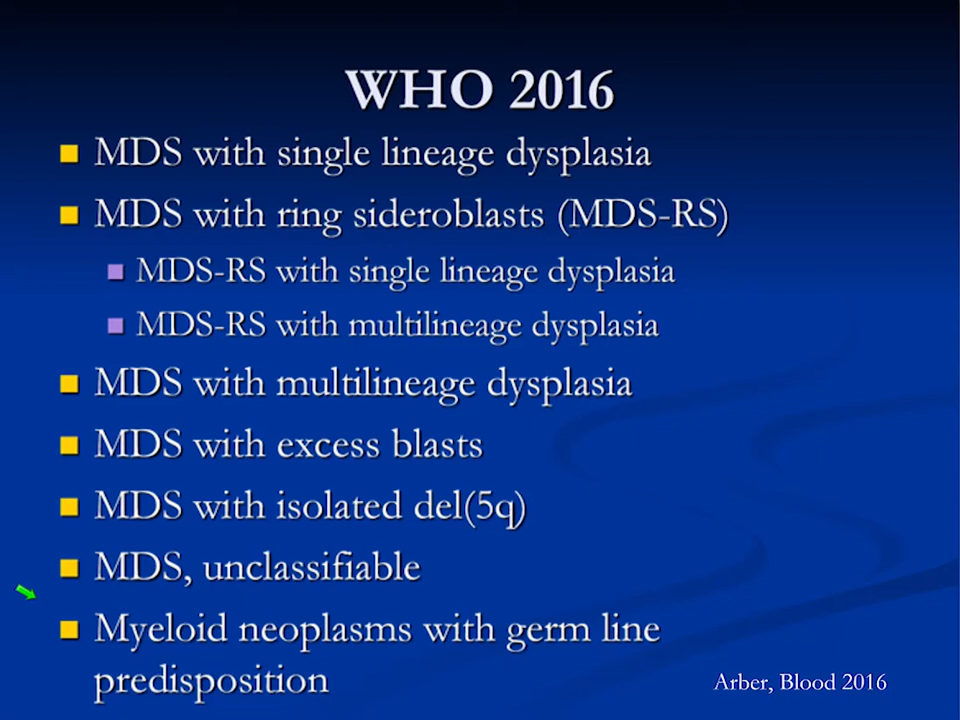 WHO 2016
MDS with single lineage dysplasia
MDS with ring sideroblasts (MDS-RS)
MDS-RS with single lineage dysplasia
MDS-RS with multilineage dysplasia
MDS with multilineage dysplasia
MDS with excess blasts
MDS with isolated del(5q)
MDS, unclassifiable
Myeloid neoplasms with germ line
predisposition
Arber, Blood 2016